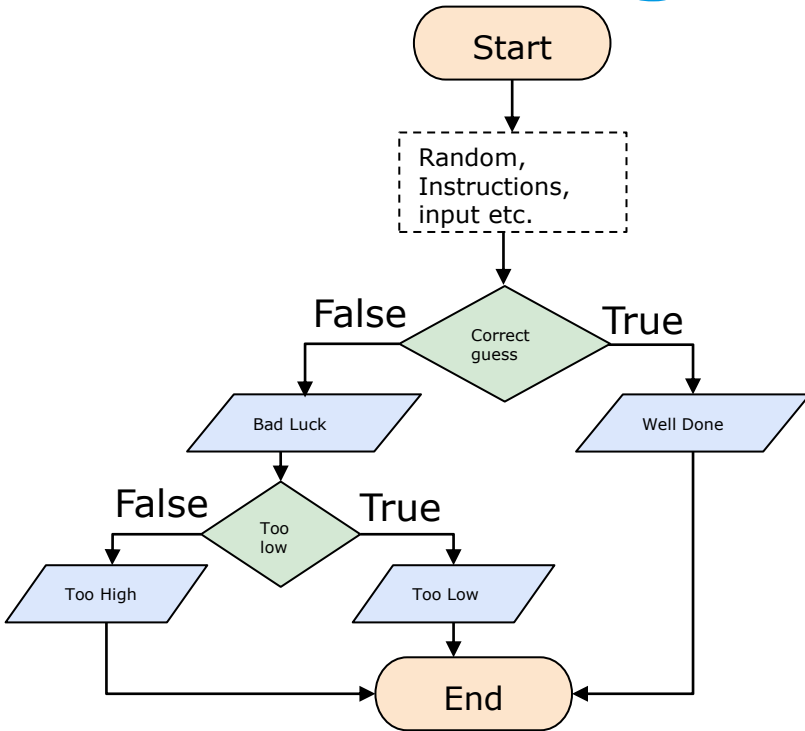 Start
Random,
Instructions,
input etc.
False
True
Correct
guess
Bad Luck
Well Done
False
True
Too
low
Too High
Too Low
End